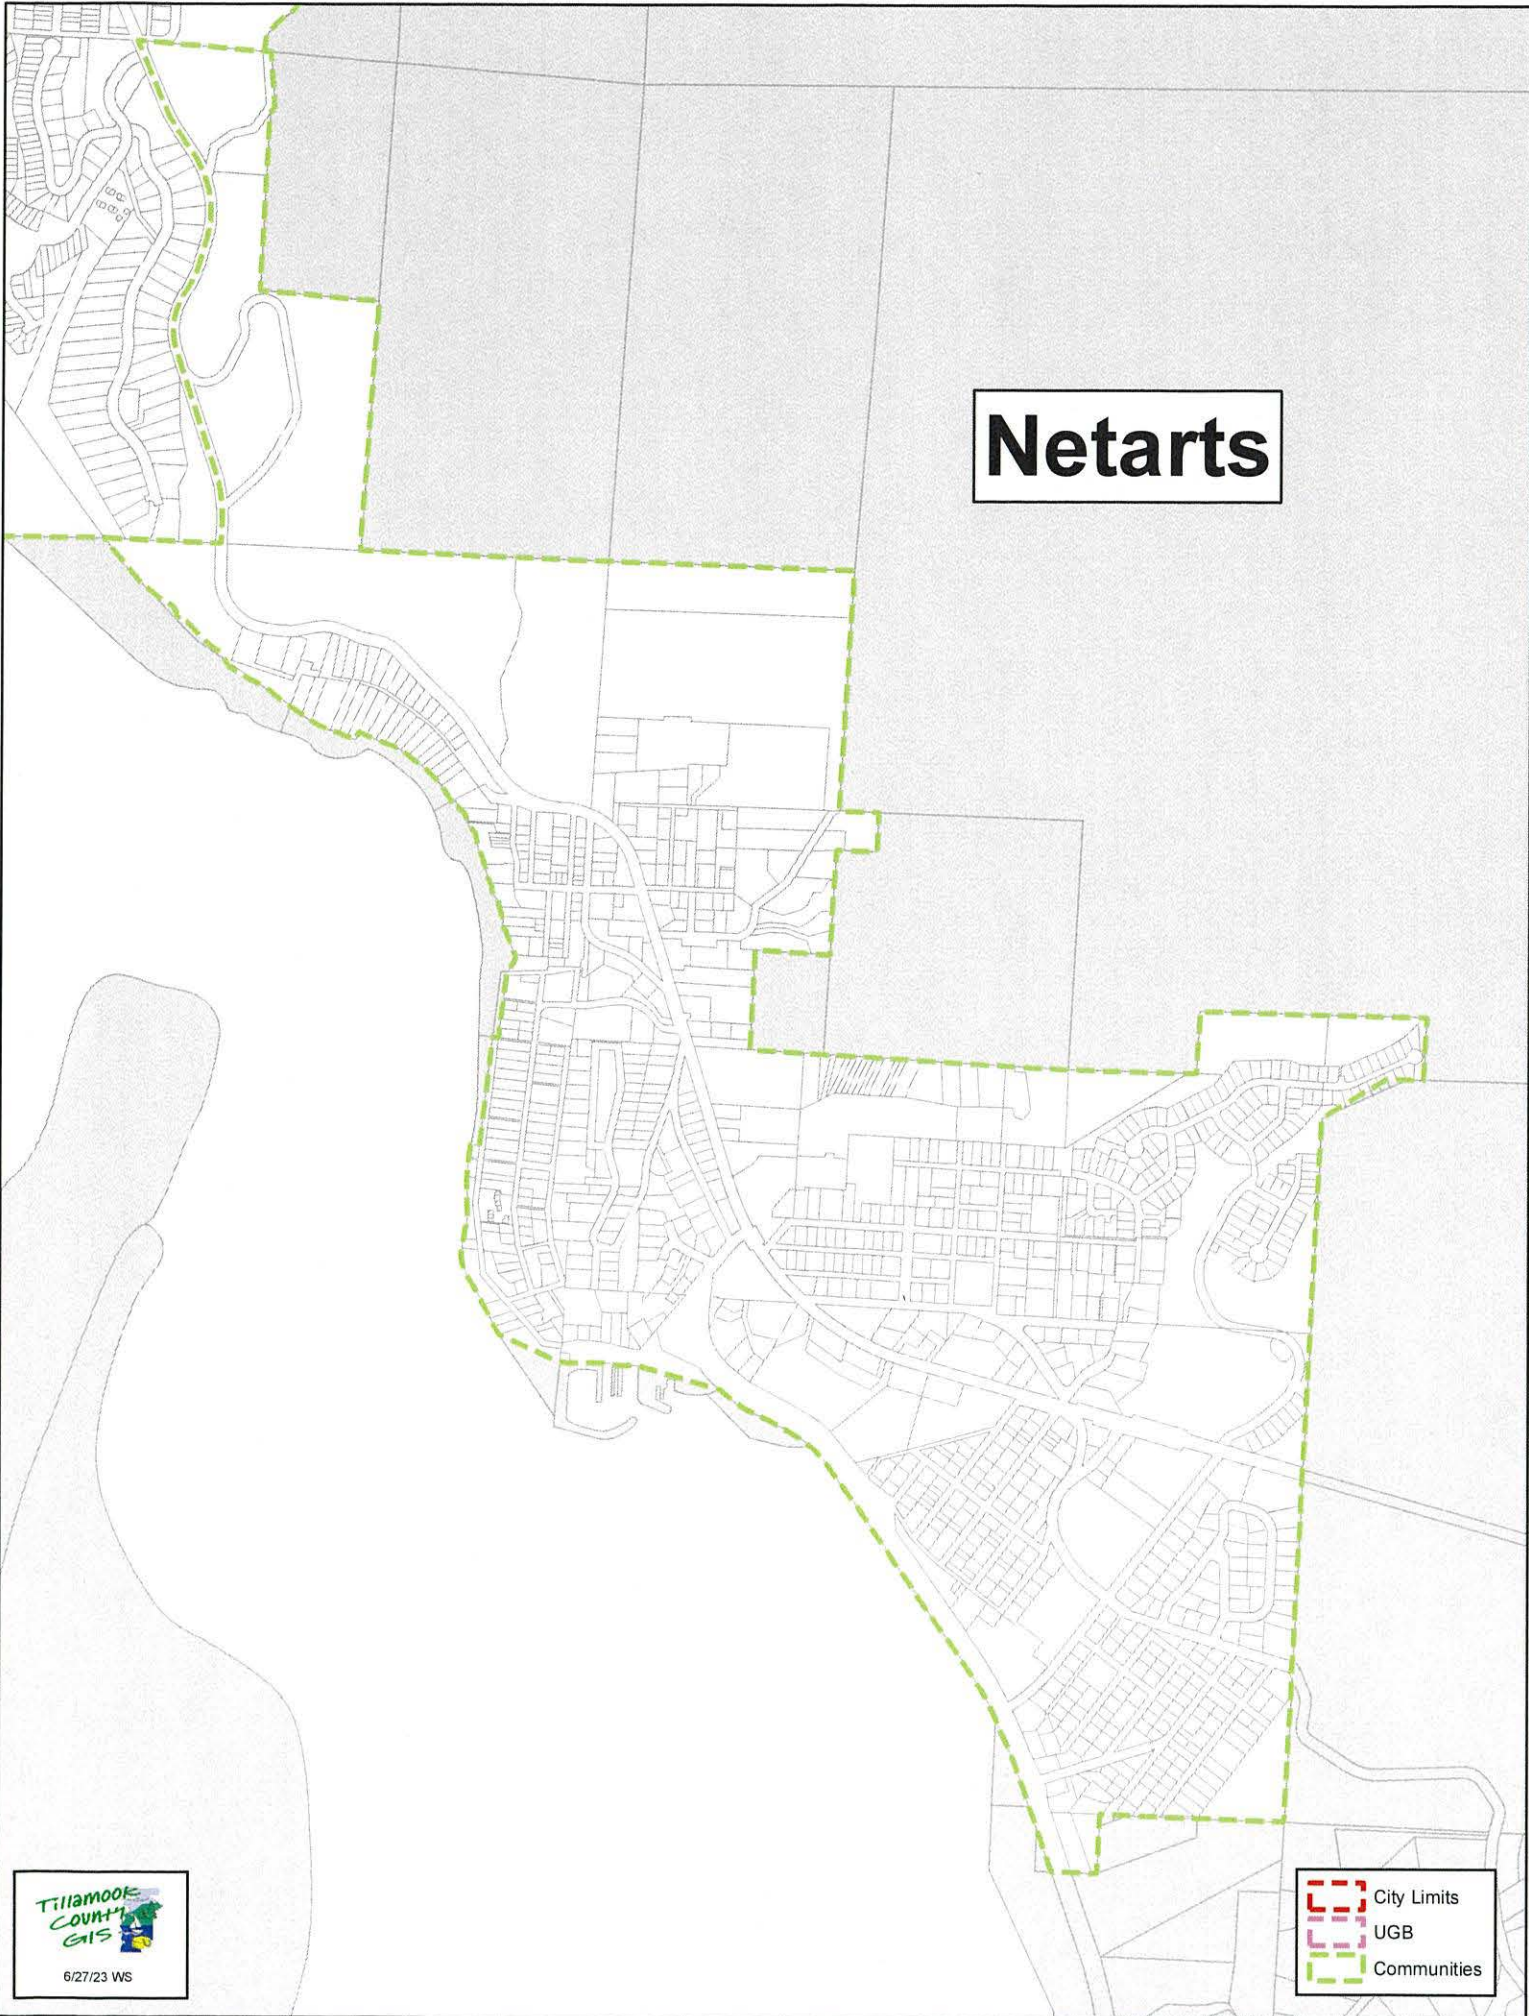 Netarts
Tillamook
County
GIS
6/27/23 WS
City Limits
UGB
Communities